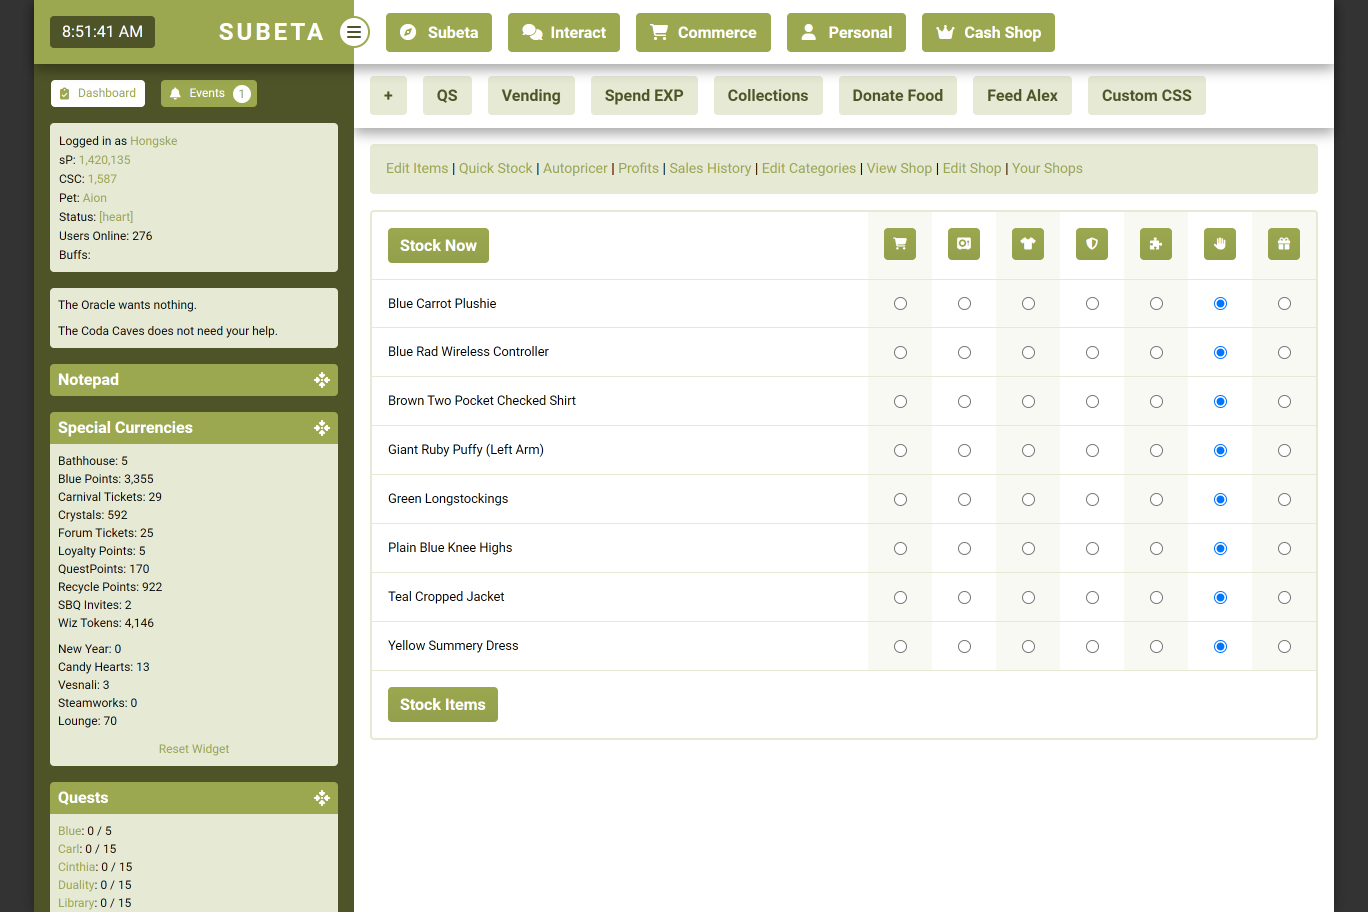 8:51:41 AM
SUBETA
Subeta
Interact
Commerce
Personal
Cash Shop
+
QS
Vending
Spend EXP
Collections
Donate Food
Feed Alex
Custom CSS
Dashboard
Events 1
Logged in as Hongske
sP: 1,420,135
CSC: 1,587
Pet: Aion
Status: [heart]
Users Online: 276
Buffs:
The Oracle wants nothing.
The Coda Caves does not need your help.
Notepad
Special Currencies
Bathhouse: 5
Blue Points: 3,355
Carnival Tickets: 29
Crystals: 592
Forum Tickets: 25
Loyalty Points: 5
QuestPoints: 170
Recycle Points: 922
SBQ Invites: 2
Wiz Tokens: 4,146
New Year: 0
Candy Hearts: 13
Vesnali: 3
Steamworks: 0
Lounge: 70
Reset Widget
Quests
Blue: 0 / 5
Carl: 0 / 15
Cinthia: 0 / 15
Duality: 0 / 15
Library: 0 / 15
Edit Items | Quick Stock | Autopricer | Profits | Sales History | Edit Categories | View Shop | Edit Shop | Your Shops
Stock Now
Blue Carrot Plushie
Blue Rad Wireless Controller
Brown Two Pocket Checked Shirt
Giant Ruby Puffy (Left Arm)
Green Longstockings
Plain Blue Knee Highs
Teal Cropped Jacket
Yellow Summery Dress
Stock Items